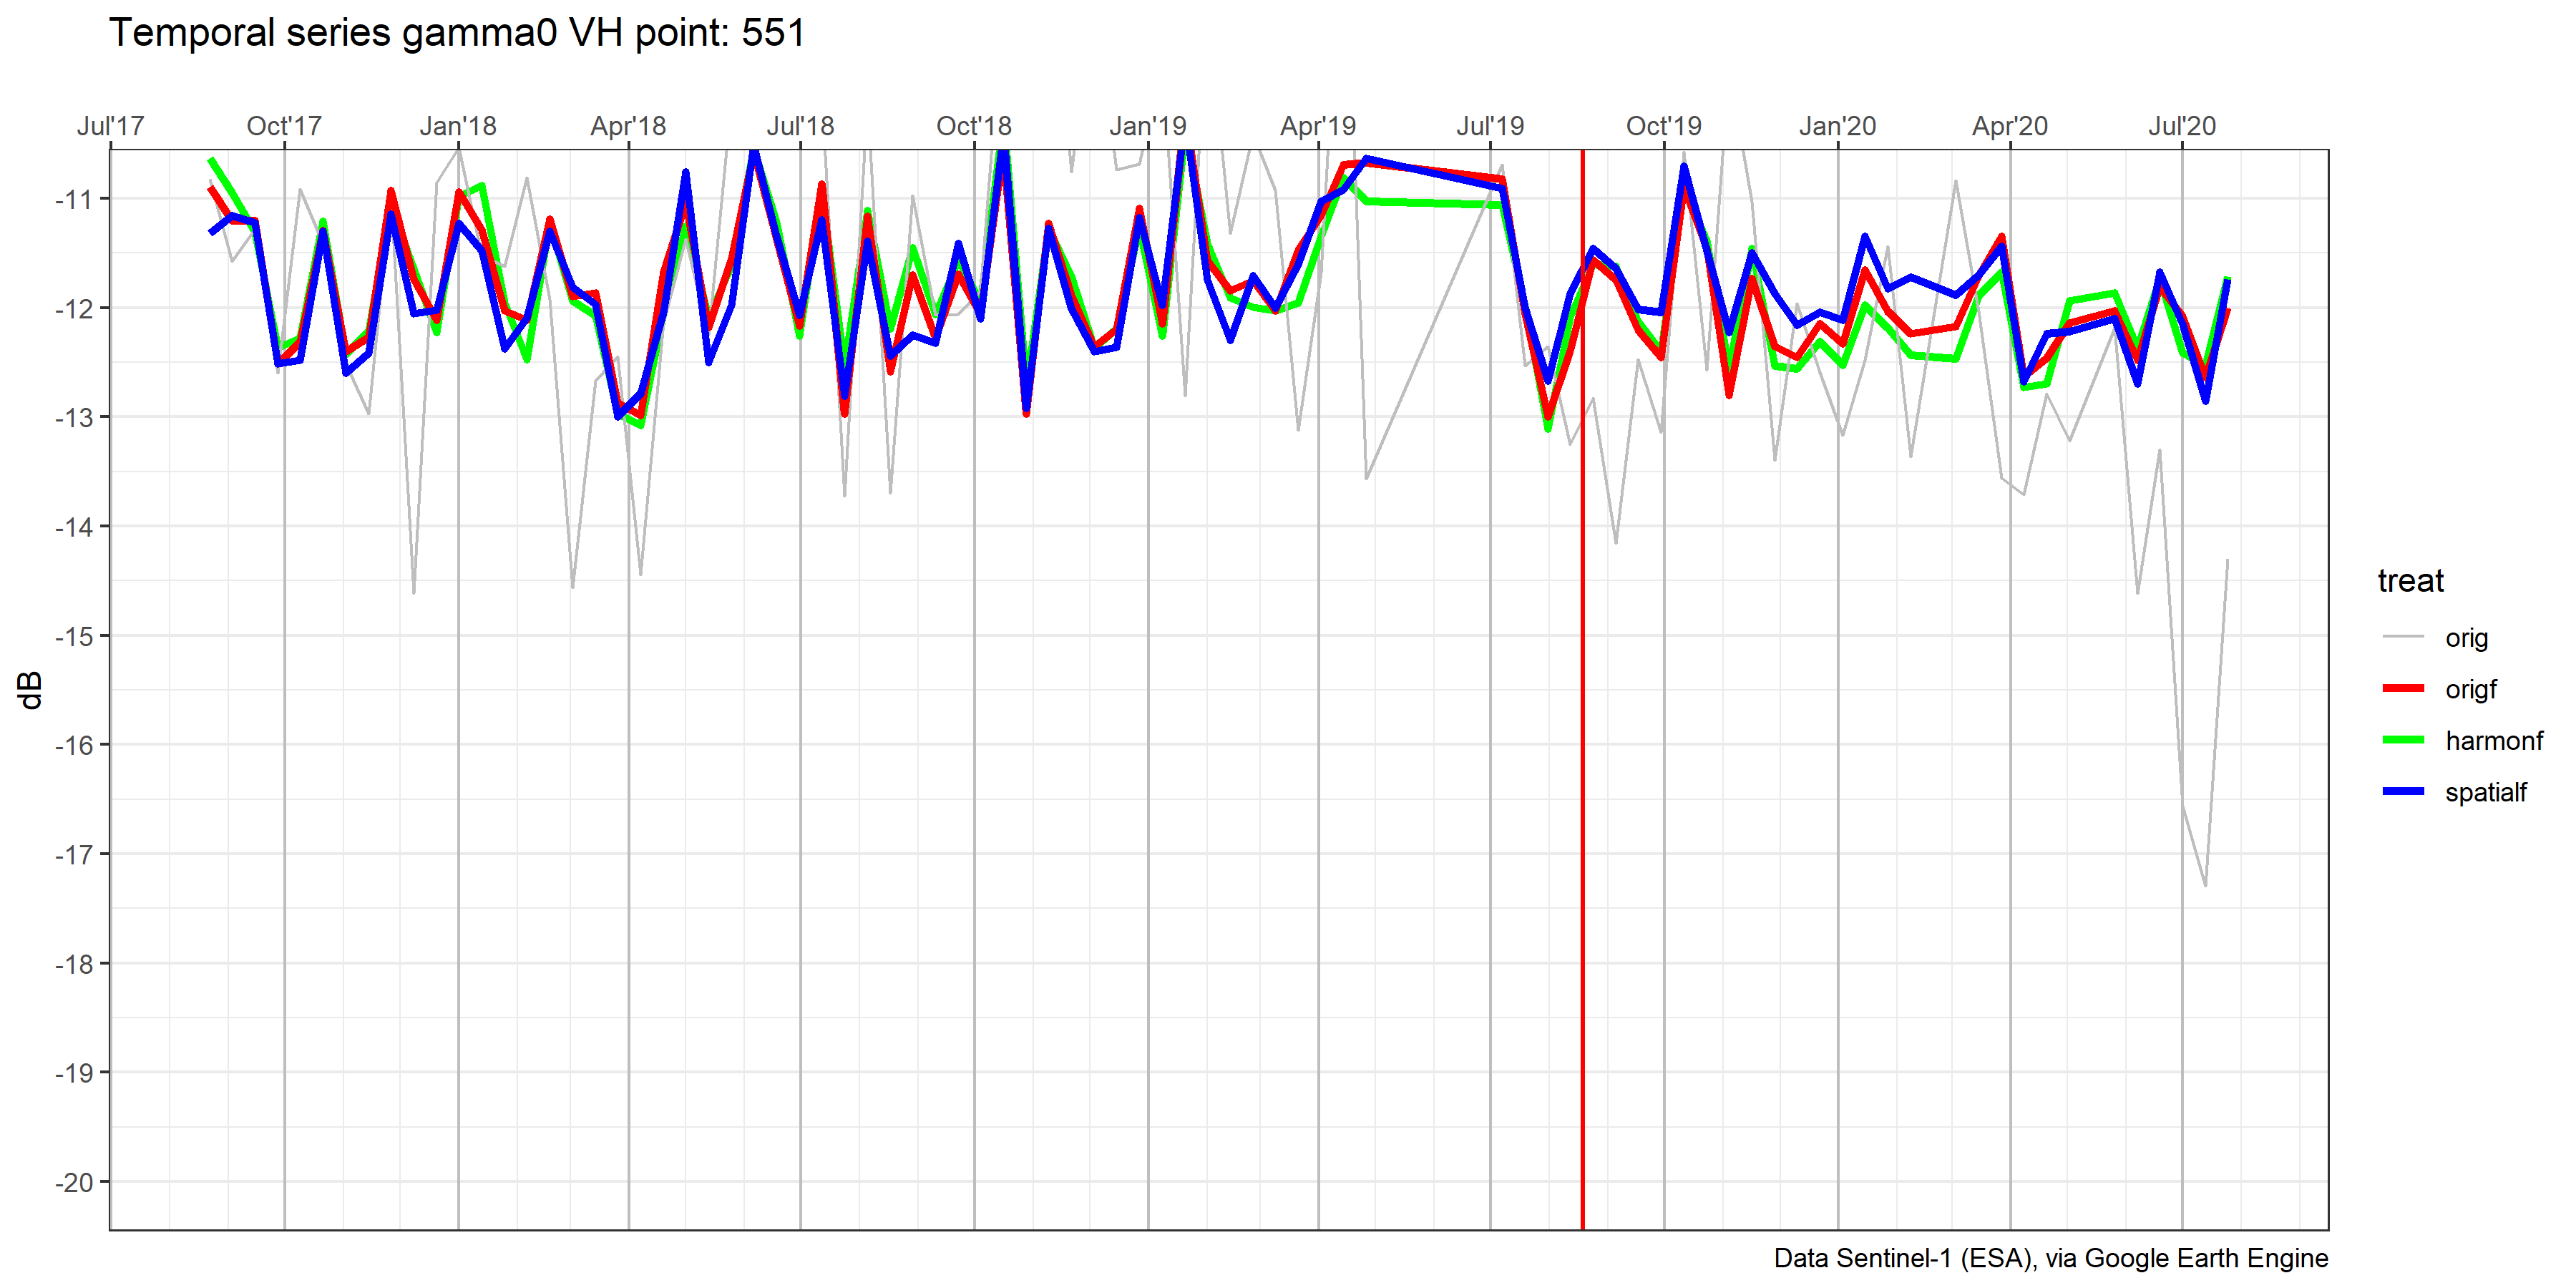 Temporal series gamma0 VH point: 551
Jul'17 Oct'17 Jan'18 Apr'18 Jul'18 Oct'18 Jan'19 Apr'19 Jul'19 Oct'19 Jan'20 Apr'20 Jul'20
-11
-12
-13
-14
-15
-16
-17
-18
-19
-20
dB
treat
orig
origf
harmonf
spatialf
Data Sentinel-1 (ESA), via Google Earth Engine